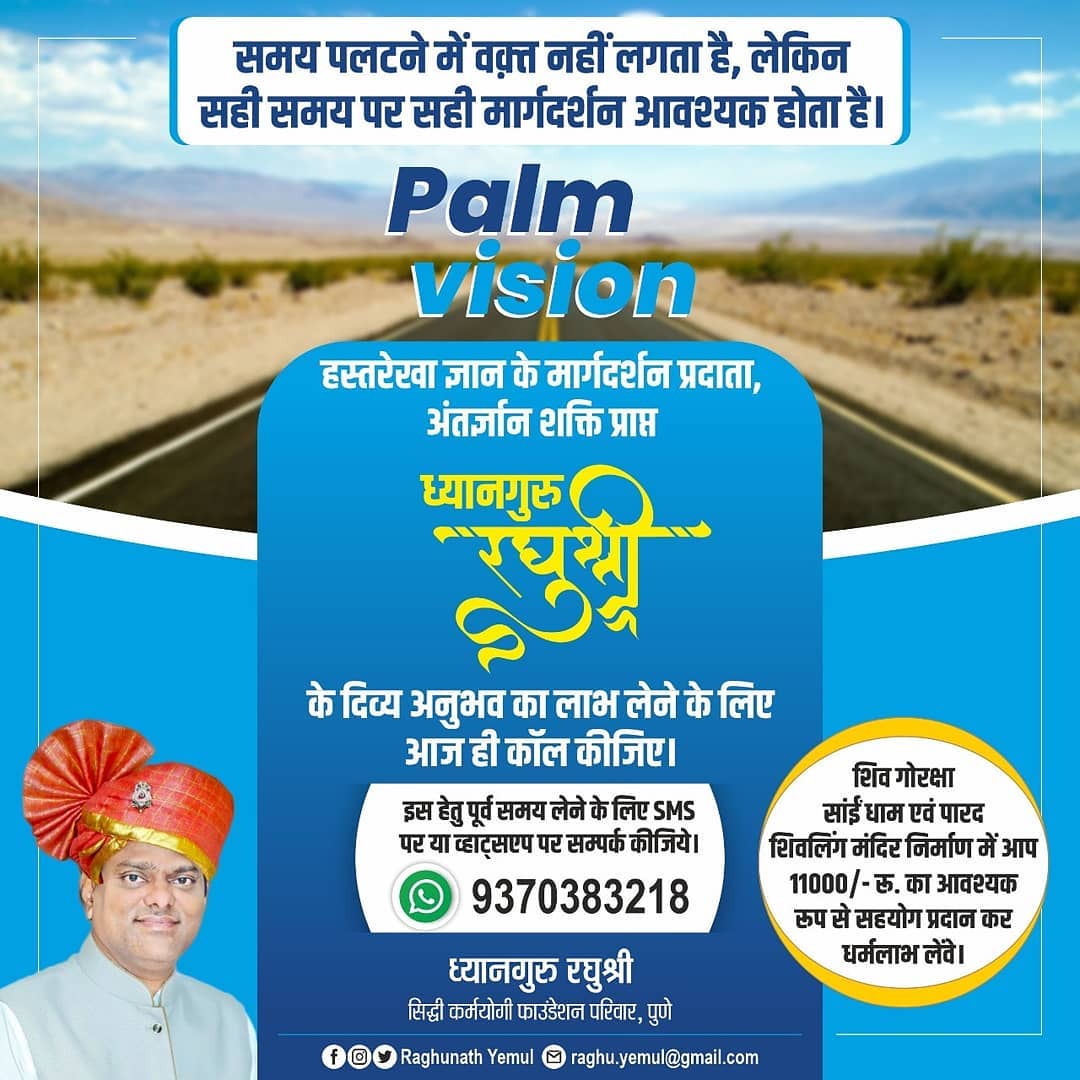 समय पलटने में वक़्त नहीं लगता है, लेकिन
सही समय पर सही मार्गदर्शन आवश्यक होता है।
Palm
vision
हस्तरेखा ज्ञान के मार्गदर्शन प्रदाता,
अंतर्ज्ञान शक्ति प्राप्त
ध्यानगुरु
रघुश्री
के दिव्य अनुभव का लाभ लेने के लिए
आज ही कॉल कीजिए।
इस हेतु पूर्व समय लेने के लिए SMS
पर या व्हाट्सएप पर सम्पर्क कीजिये।
9370383218
शिव गोरक्षा
सांईं धाम एवं पारद
शिवलिंग मंदिर निर्माण में आप
11000/- रू. का आवश्यक
रूप से सहयोग प्रदान कर
धर्मलाभ लेंवे।
ध्यानगुरु रघुश्री
सिद्धी कर्मयोगी फाउंडेशन परिवार, पुणे
Raghunath Yemul raghu.yemul@gmail.com